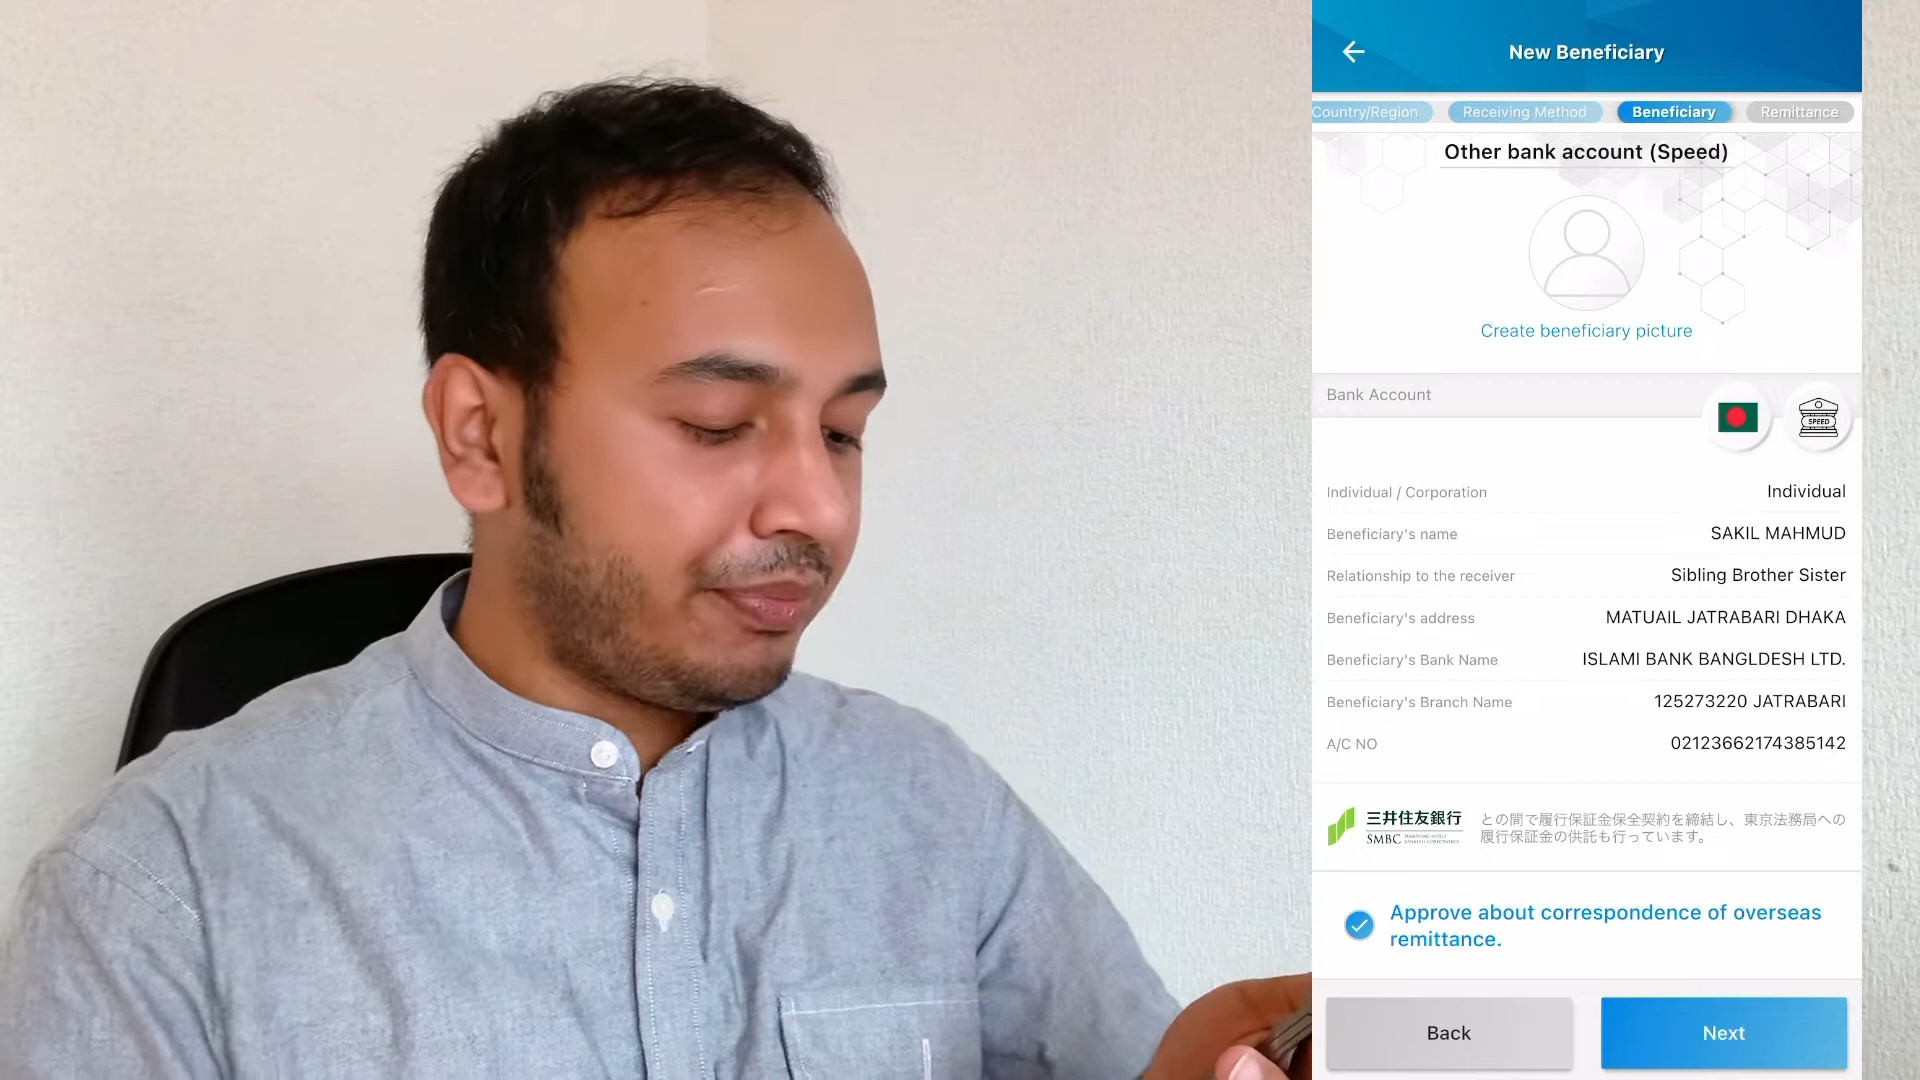 New Beneficiary
Country/Region Receiving Method Beneficiary Remittance
Other bank account (Speed)
Create beneficiary picture
Bank Account
SPEED
Individual / Corporation Individual
Beneficiary's name SAKIL MAHMUD
Relationship to the receiver Sibling Brother Sister
Beneficiary's address MATUAIL JATRABARI DHAKA
Beneficiary's Bank Name ISLAMI BANK BANGLDESH LTD.
Beneficiary's Branch Name 125273220 JATRABARI
A/C NO 02123662174385142
三井住友銀行
SMBC SUMITOMO MITSUI
BANKING CORPORATION
との間で履行保証金保全契約を締結し、東京法務局への
履行保証金の供託も行っています。
Approve about correspondence of overseas
remittance.
Back Next